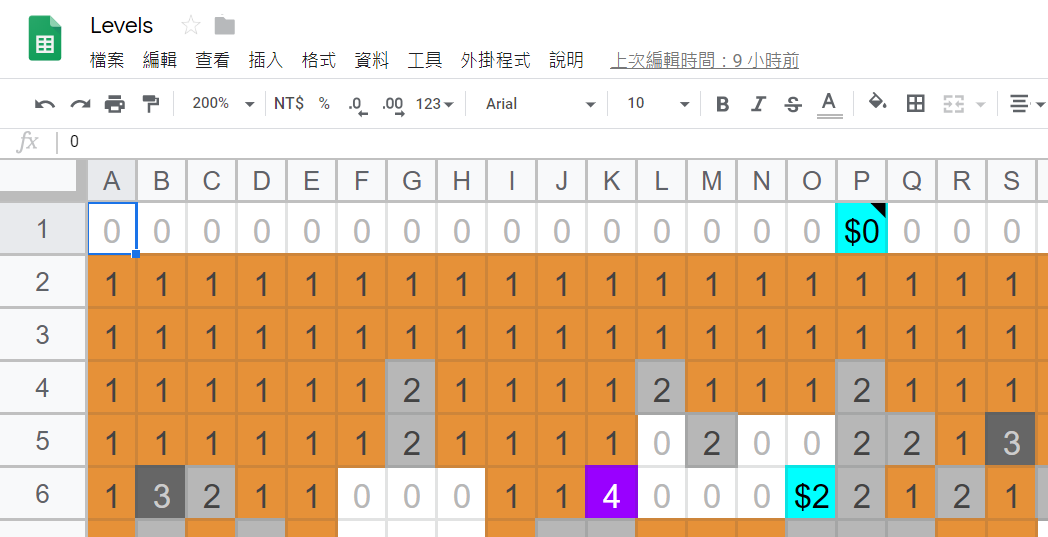 Levels
檔案 編輯 查看 插入 格式 資料 工具 外掛程式 說明 上次編輯時間：9 小時前
200% NT$ % .0 .00 123 Arial 10 B I S A
fx 0
A B C D E F G H I J K L M N O P Q R S
1 0 0 0 0 0 0 0 0 0 0 0 0 0 0 0 $0 0 0 0
2 1 1 1 1 1 1 1 1 1 1 1 1 1 1 1 1 1 1 1
3 1 1 1 1 1 1 1 1 1 1 1 1 1 1 1 1 1 1 1
4 1 1 1 1 1 1 2 1 1 1 1 2 1 1 1 2 1 1 1
5 1 1 1 1 1 1 2 1 1 1 1 0 2 0 0 2 2 1 3
6 1 3 2 1 1 0 0 0 1 1 4 0 0 0 $2 2 1 2 1